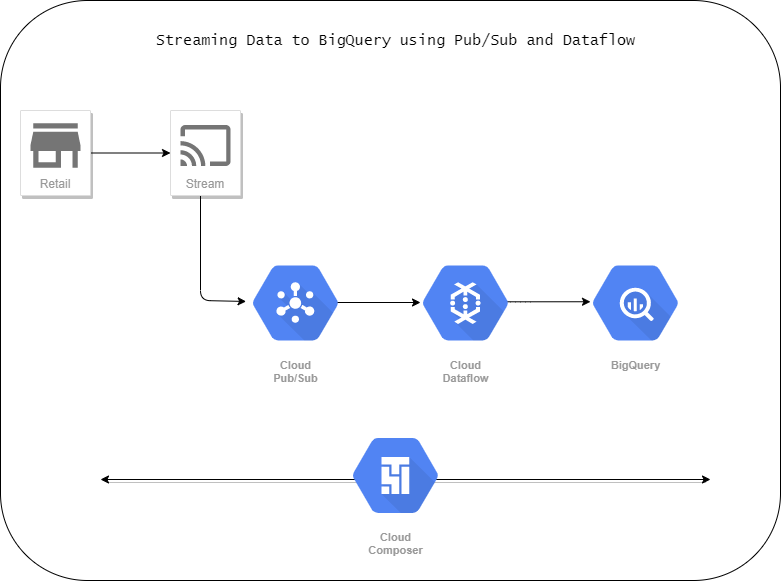 Streaming Data to BigQuery using Pub/Sub and Dataflow
Retail
Stream
Cloud
Pub/Sub
Cloud
Dataflow
BigQuery
Cloud
Composer